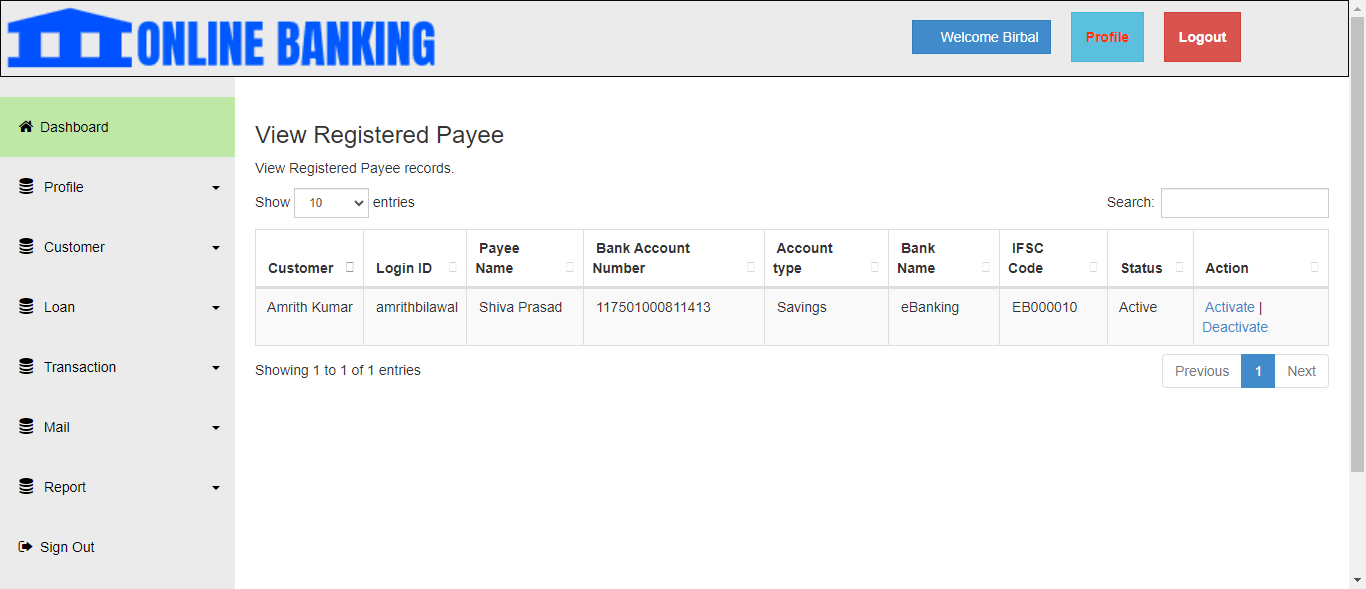 ONLINE BANKING
Welcome Birbal
Profile
Logout
Dashboard
Profile
Customer
Loan
Transaction
Mail
Report
Sign Out
View Registered Payee
View Registered Payee records.
Show 10 entries
Search:
Customer Login ID Payee Name Bank Account Number Account type Bank Name IFSC Code Status Action
Amrith Kumar amrithbilawal Shiva Prasad 117501000811413 Savings eBanking EB000010 Active Activate |
Deactivate
Showing 1 to 1 of 1 entries
Previous 1 Next